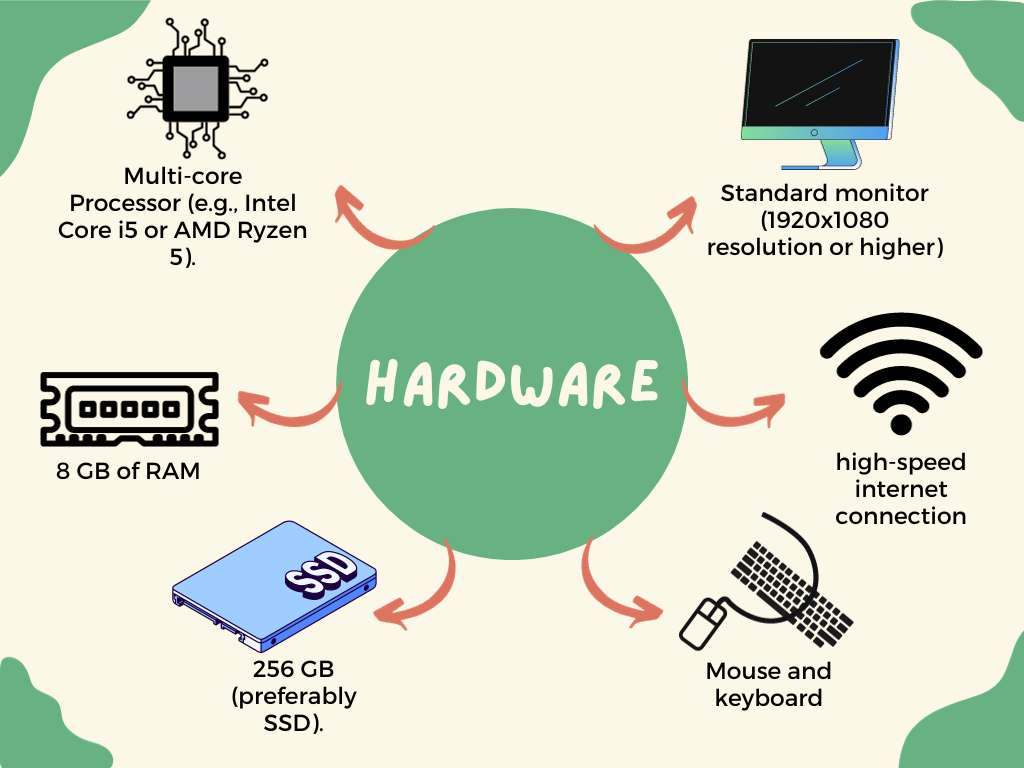 Multi-core
Processor (e.g., Intel
Core i5 or AMD Ryzen
5).
Standard monitor
(1920x1080
resolution or higher)
HARDWARE
8 GB of RAM
high-speed
internet
connection
SSD
256 GB
(preferably
SSD).
Mouse and
keyboard